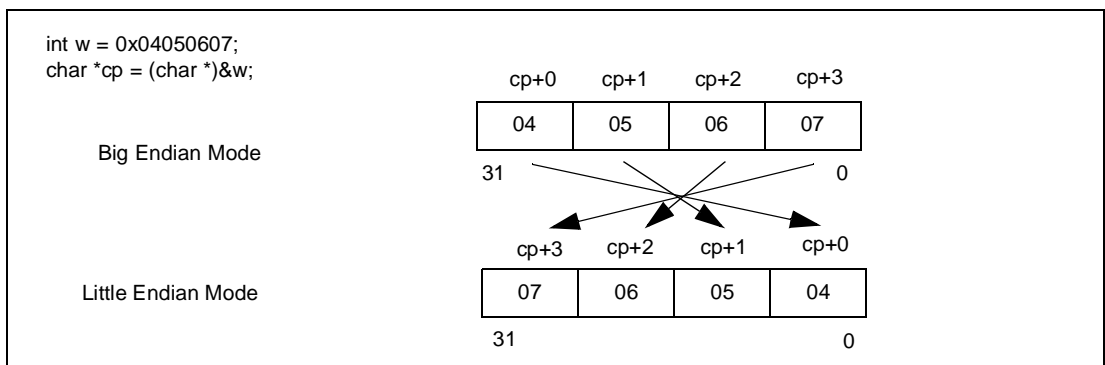 int w = 0x04050607;
char *cp = (char *)&w;
cp+0 cp+1 cp+2 cp+3
04 05 06 07
Big Endian Mode
31 0
cp+3 cp+2 cp+1 cp+0
Little Endian Mode
07 06 05 04
31 0